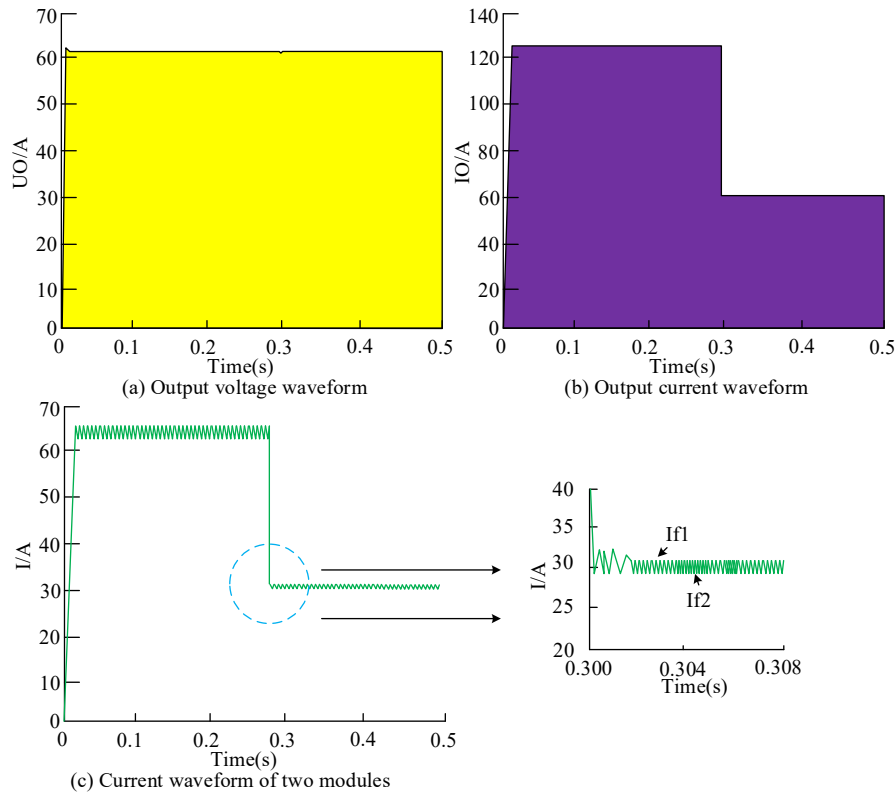 70
60
50
40
30
20
10
0
UO/A
0 0.1 0.2 0.3 0.4 0.5
Time(s)
(a) Output voltage waveform
140
120
100
80
60
40
20
0
IO/A
0 0.1 0.2 0.3 0.4 0.5
Time(s)
(b) Output current waveform
70
60
50
40
30
20
10
0
I/A
0 0.1 0.2 0.3 0.4 0.5
Time(s)
(c) Current waveform of two modules
40
35
30
25
20
I/A
If1
If2
0.300 0.304 0.308
Time(s)